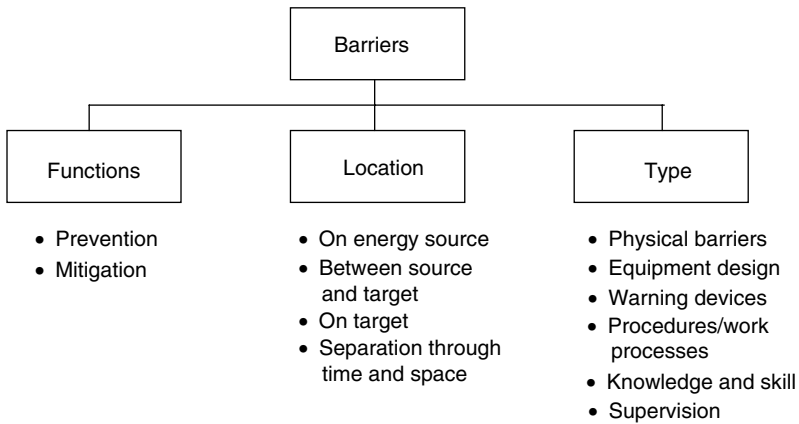 Barriers
Functions
Location
Type
• Prevention
• Mitigation
• On energy source
• Between source
and target
• On target
• Separation through
time and space
• Physical barriers
• Equipment design
• Warning devices
• Procedures/work
processes
• Knowledge and skill
• Supervision